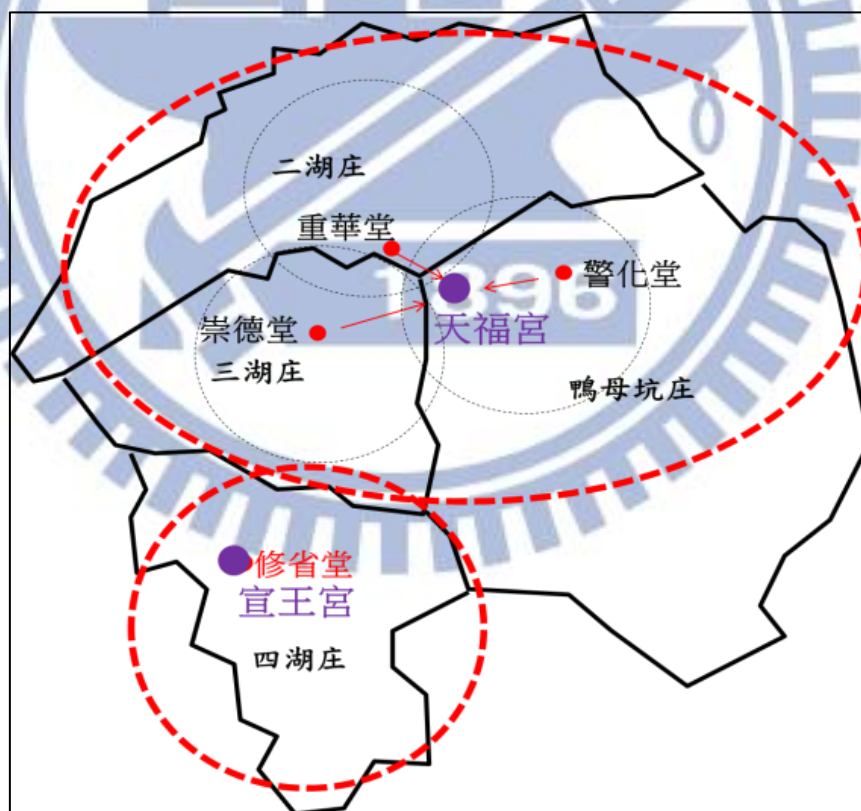 二湖庄
重華堂
警化堂
1896
天福宮
崇德堂
三湖庄
鴨母坑庄
修省堂
宣王宮
四湖庄